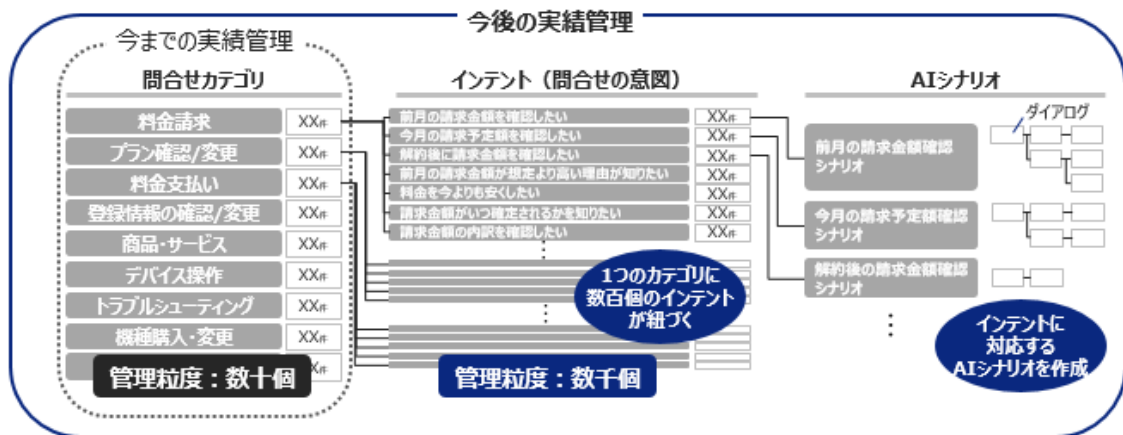 今後の実績管理
今までの実績管理
問合せカテゴリ
料金請求 XX件
プラン確認/変更 XX件
料金支払い XX件
登録情報の確認/変更 XX件
商品・サービス XX件
デバイス操作 XX件
トラブルシューティング XX件
機種購入・変更 XX件
XX件
管理粒度：数十個
インテント（問合せの意図）
前月の請求金額を確認したい XX件
今月の請求予定額を確認したい XX件
解約後に請求金額を確認したい XX件
前月の請求金額が想定より高い理由が知りたい XX件
料金を今よりも安くしたい XX件
請求金額がいつ確定されるかを知りたい XX件
請求金額の内訳を確認したい XX件
1つのカテゴリに
数百個のインテント
が紐づく
管理粒度：数千個
AIシナリオ
ダイアログ
前月の請求金額確認
シナリオ
今月の請求予定額確認
シナリオ
解約後の請求金額確認
シナリオ
インテントに
対応する
AIシナリオを作成